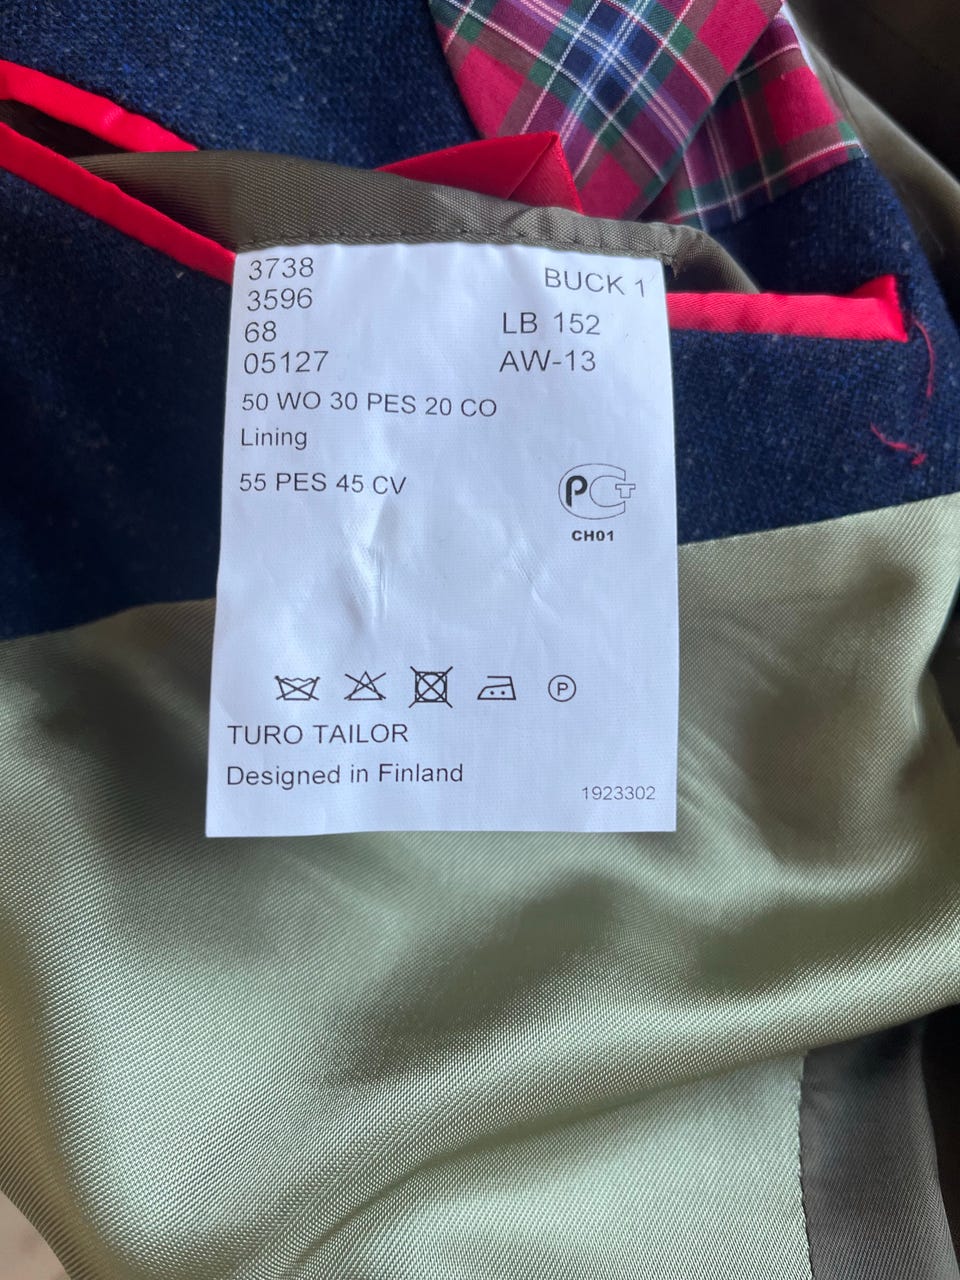 3738
BUCK 1
3596
68
LB 152
05127
AW-13
50 WO 30 PES 20 CO
Lining
55 PES 45 CV
РСТ
CH01
P
TURO TAILOR
Designed in Finland
1923302